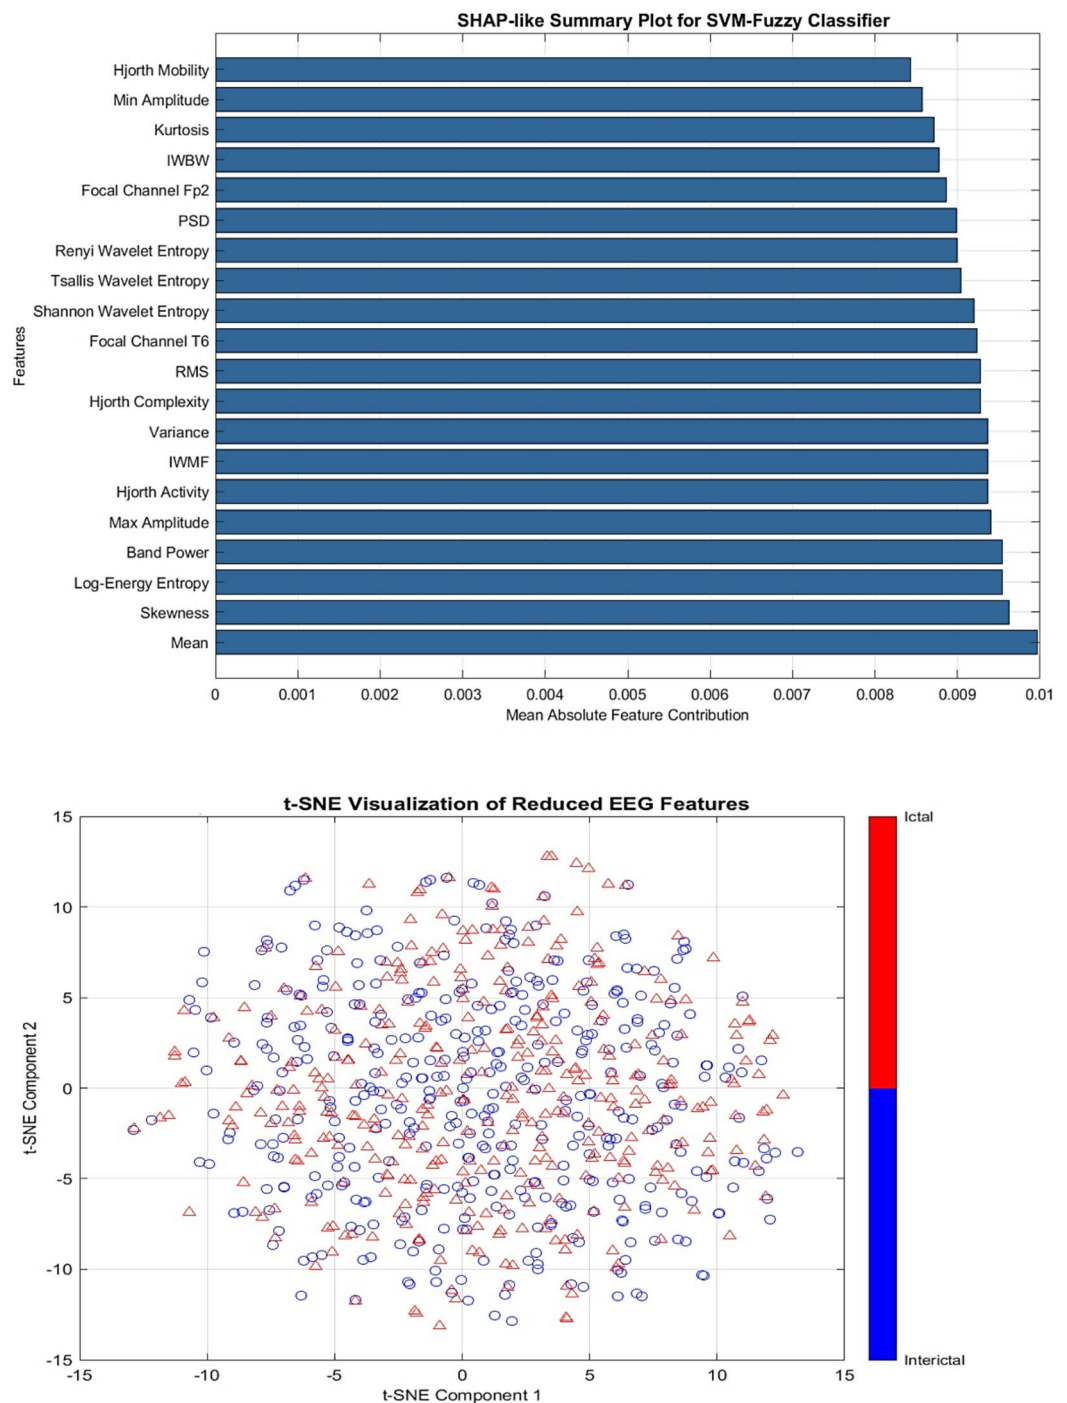 SHAP-like Summary Plot for SVM-Fuzzy Classifier
Hjorth Mobility
Min Amplitude
Kurtosis
IWBW
Focal Channel Fp2
PSD
Renyi Wavelet Entropy
Tsallis Wavelet Entropy
Shannon Wavelet Entropy
Focal Channel T6
RMS
Hjorth Complexity
Variance
IWMF
Hjorth Activity
Max Amplitude
Band Power
Log-Energy Entropy
Skewness
Mean
Features
0 0.001 0.002 0.003 0.004 0.005 0.006 0.007 0.008 0.009 0.01
Mean Absolute Feature Contribution
t-SNE Visualization of Reduced EEG Features
15
10
5
0
-5
-10
-15
t-SNE Component 2
-15 -10 -5 0 5 10 15
t-SNE Component 1
Ictal
Interictal